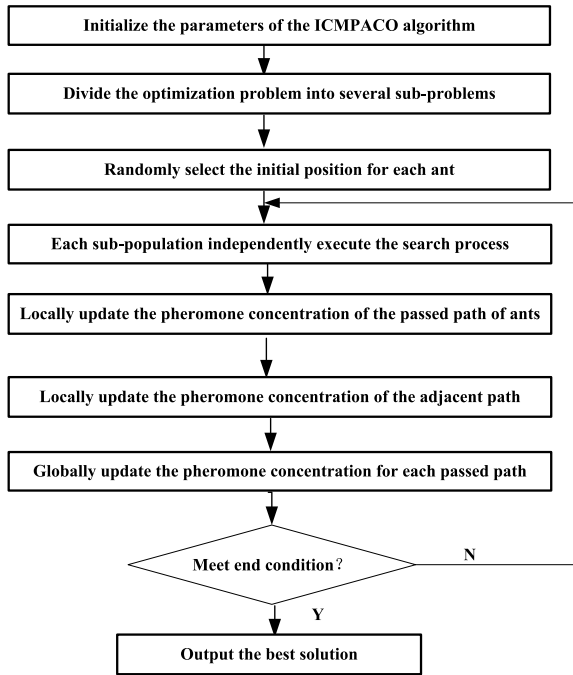 Initialize the parameters of the ICMPACO algorithm
Divide the optimization problem into several sub-problems
Randomly select the initial position for each ant
Each sub-population independently execute the search process
Locally update the pheromone concentration of the passed path of ants
Locally update the pheromone concentration of the adjacent path
Globally update the pheromone concentration for each passed path
Meet end condition？
N
Y
Output the best solution